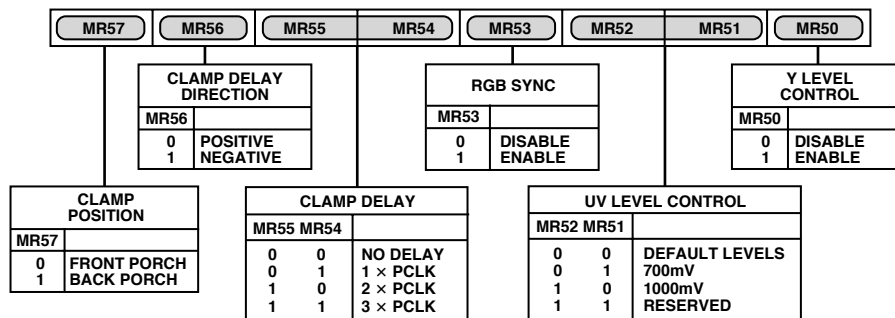 MR57 MR56 MR55 MR54 MR53 MR52 MR51 MR50
CLAMP DELAY
DIRECTION
MR56
0 POSITIVE
1 NEGATIVE
RGB SYNC
MR53
0 DISABLE
1 ENABLE
Y LEVEL
CONTROL
MR50
0 DISABLE
1 ENABLE
CLAMP
POSITION
MR57
0 FRONT PORCH
1 BACK PORCH
CLAMP DELAY
MR55 MR54
0 0 NO DELAY
0 1 1 × PCLK
1 0 2 × PCLK
1 1 3 × PCLK
UV LEVEL CONTROL
MR52 MR51
0 0 DEFAULT LEVELS
0 1 700mV
1 0 1000mV
1 1 RESERVED